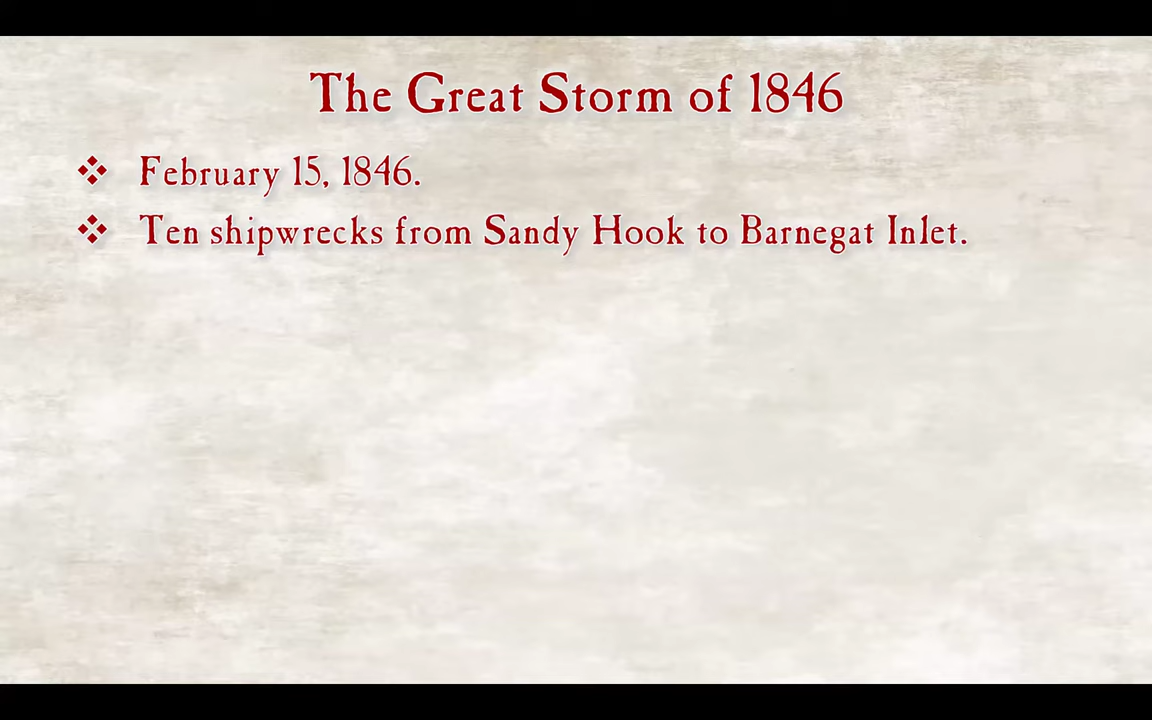 The Great Storm of 1846
❖ February 15, 1846.
❖ Ten shipwrecks from Sandy Hook to Barnegat Inlet.